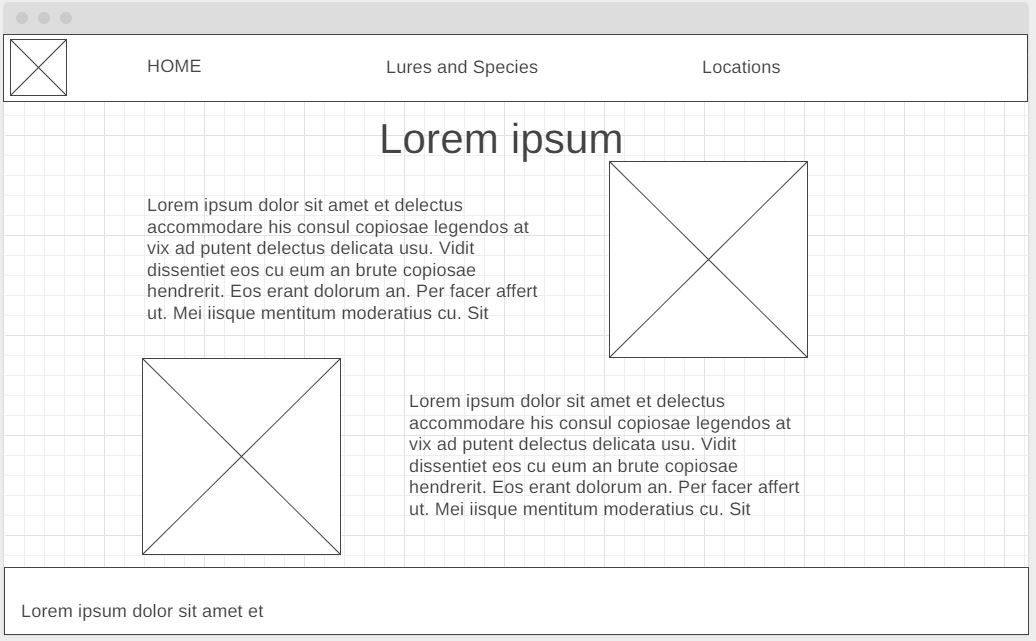 HOME
Lures and Species
Locations
Lorem ipsum
Lorem ipsum dolor sit amet et delectus
accommodare his consul copiosae legendos at
vix ad putent delectus delicata usu. Vidit
dissentiet eos cu eum an brute copiosae
hendrerit. Eos erant dolorum an. Per facer affert
ut. Mei iisque mentitum moderatius cu. Sit
Lorem ipsum dolor sit amet et delectus
accommodare his consul copiosae legendos at
vix ad putent delectus delicata usu. Vidit
dissentiet eos cu eum an brute copiosae
hendrerit. Eos erant dolorum an. Per facer affert
ut. Mei iisque mentitum moderatius cu. Sit
Lorem ipsum dolor sit amet et